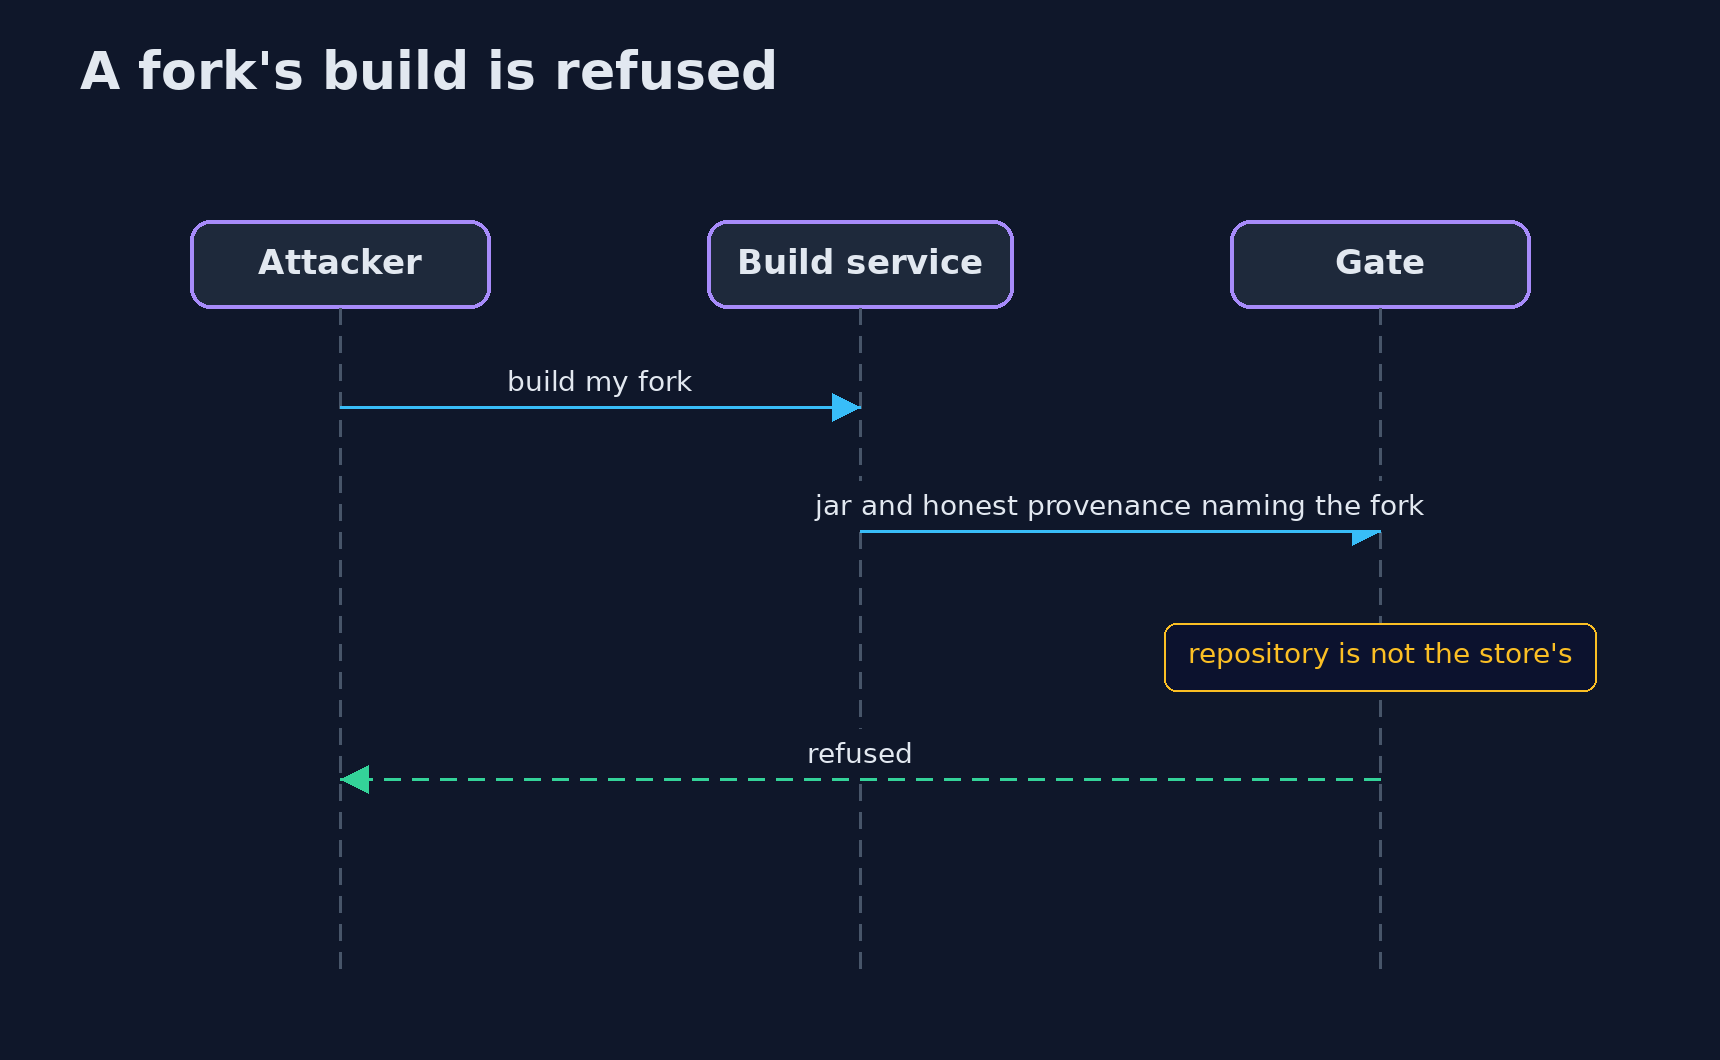 A fork's build is refused
Attacker
Build service
Gate
build my fork
jar and honest provenance naming the fork
repository is not the store's
refused